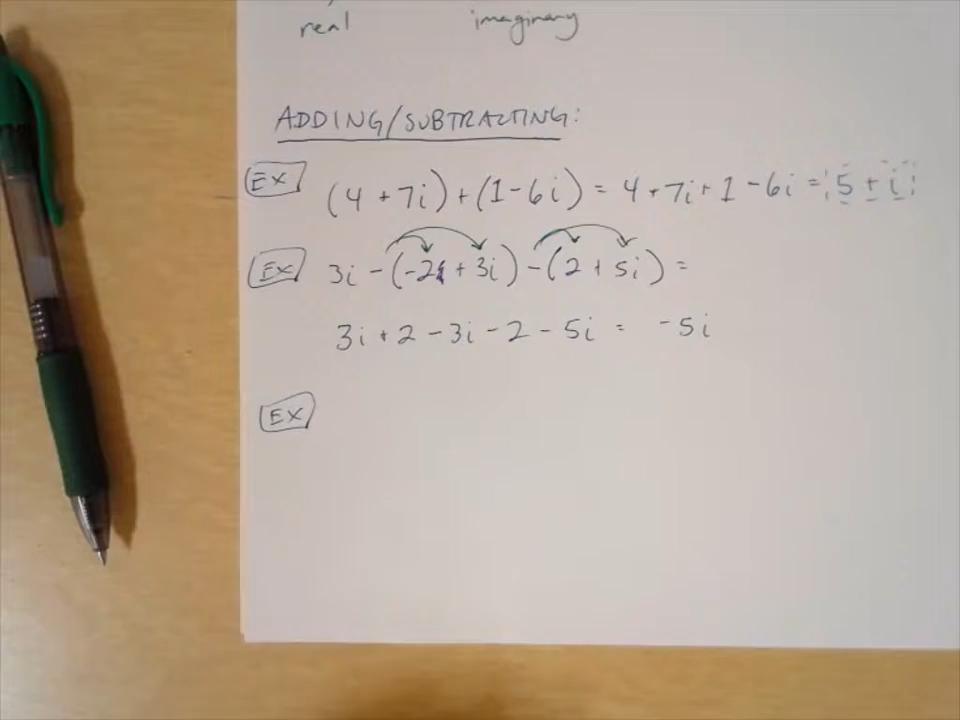 real imaginary
ADDING/SUBTRACTING:
EX (4 + 7i) + (1 - 6i) = 4 + 7i + 1 - 6i = 5 + i
EX 3i - (-2 + 3i) - (2 + 5i) =
3i + 2 - 3i - 2 - 5i = -5i
EX